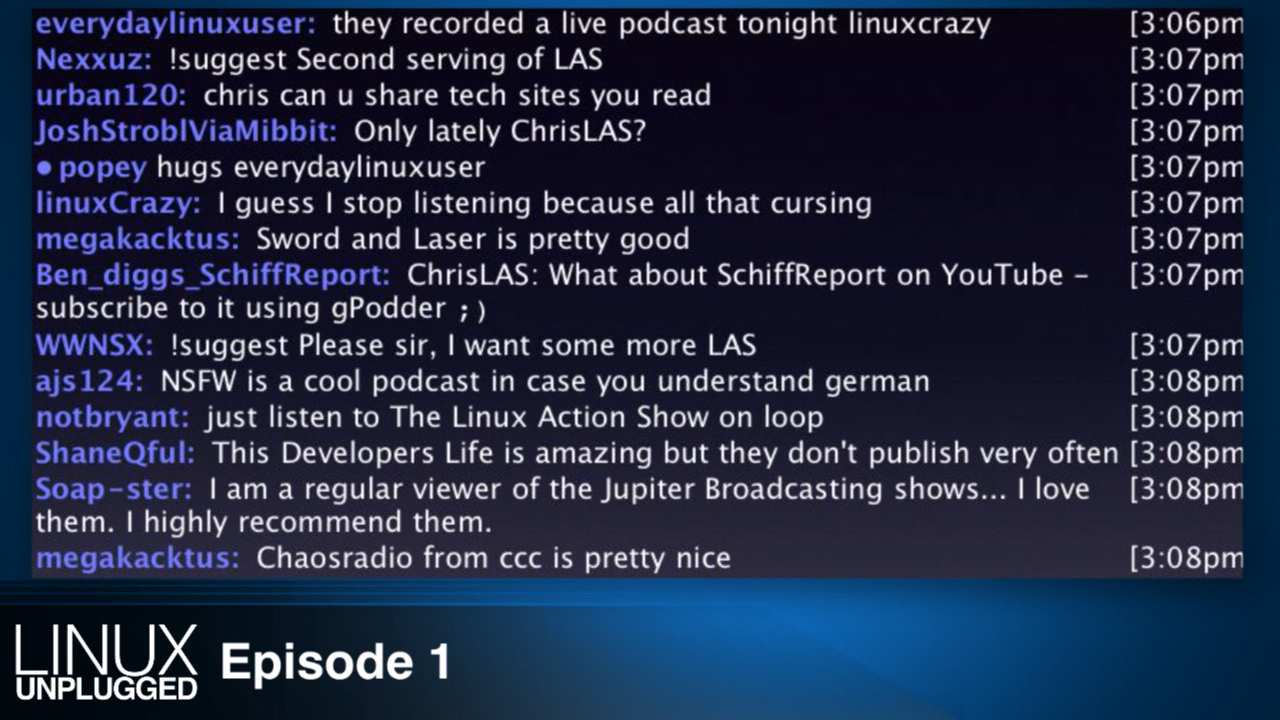 everydaylinuxuser: they recorded a live podcast tonight linuxcrazy [3:06pm
Nexxuz: !suggest Second serving of LAS [3:07pm
urban120: chris can u share tech sites you read [3:07pm
JoshStroblViaMibbit: Only lately ChrisLAS? [3:07pm
• popey hugs everydaylinuxuser [3:07pm
linuxCrazy: I guess I stop listening because all that cursing [3:07pm
megakacktus: Sword and Laser is pretty good [3:07pm
Ben_diggs_SchiffReport: ChrisLAS: What about SchiffReport on YouTube – [3:07pm
subscribe to it using gPodder ;)
WWNSX: !suggest Please sir, I want some more LAS [3:07pm
ajs124: NSFW is a cool podcast in case you understand german [3:08pm
notbryant: just listen to The Linux Action Show on loop [3:08pm
ShaneQful: This Developers Life is amazing but they don't publish very often [3:08pm
Soap-ster: I am a regular viewer of the Jupiter Broadcasting shows... I love [3:08pm
them. I highly recommend them.
megakacktus: Chaosradio from ccc is pretty nice [3:08pm
LINUX
UNPLUGGED
Episode 1